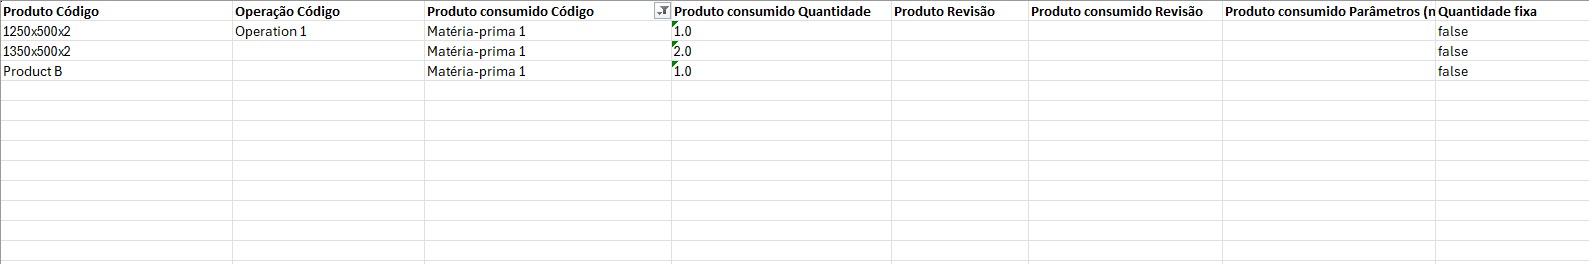 Produto Código Operação Código Produto consumido Código Produto consumido Quantidade Produto Revisão Produto consumido Revisão Produto consumido Parâmetros (n Quantidade fixa
1250x500x2 Operation 1 Matéria-prima 1 1.0 false
1350x500x2 Matéria-prima 1 2.0 false
Product B Matéria-prima 1 1.0 false